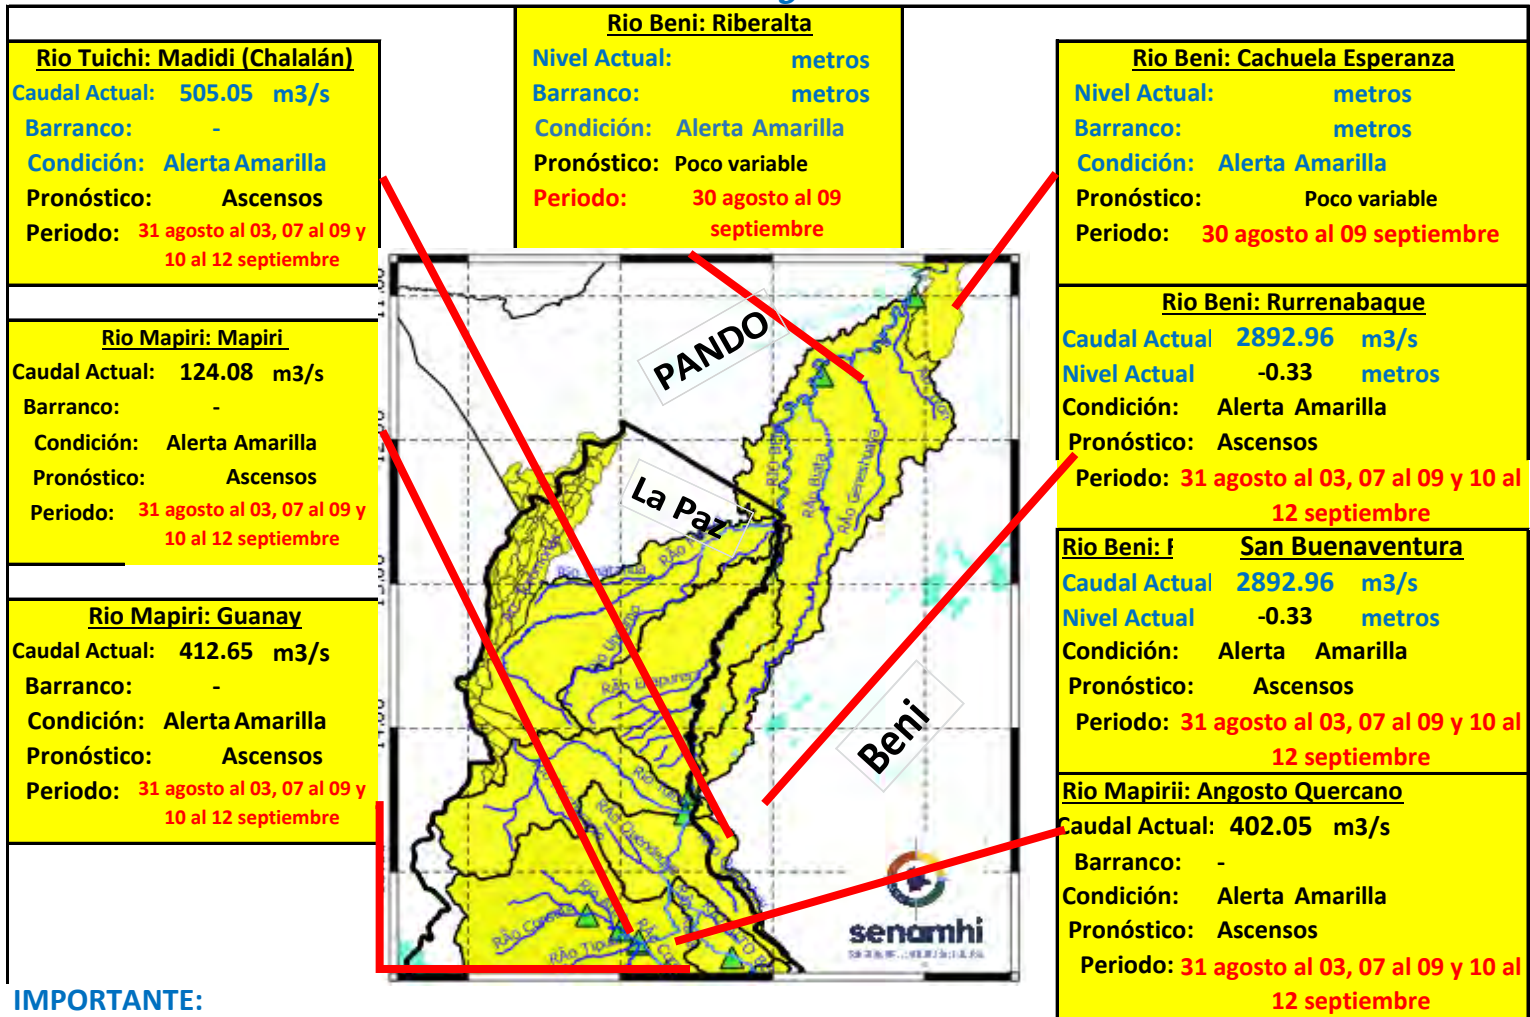 Rio Tuichi: Madidi (Chalalán)
Caudal Actual: 505.05 m3/s
Barranco: -
Condición: Alerta Amarilla
Pronóstico: Ascensos
Periodo: 31 agosto al 03, 07 al 09 y
10 al 12 septiembre
Rio Mapiri: Mapiri
Caudal Actual: 124.08 m3/s
Barranco: -
Condición: Alerta Amarilla
Pronóstico: Ascensos
Periodo: 31 agosto al 03, 07 al 09 y
10 al 12 septiembre
Rio Mapiri: Guanay
Caudal Actual: 412.65 m3/s
Barranco: -
Condición: Alerta Amarilla
Pronóstico: Ascensos
Periodo: 31 agosto al 03, 07 al 09 y
10 al 12 septiembre
Rio Beni: Riberalta
Nivel Actual: metros
Barranco: metros
Condición: Alerta Amarilla
Pronóstico: Poco variable
Periodo: 30 agosto al 09
septiembre
PANDO
La Paz
Beni
RÃo Biata
RÃo Geneshuaya
senamhi
Rio Beni: Cachuela Esperanza
Nivel Actual: metros
Barranco: metros
Condición: Alerta Amarilla
Pronóstico: Poco variable
Periodo: 30 agosto al 09 septiembre
Rio Beni: Rurrenabaque
Caudal Actual 2892.96 m3/s
Nivel Actual -0.33 metros
Condición: Alerta Amarilla
Pronóstico: Ascensos
Periodo: 31 agosto al 03, 07 al 09 y 10 al
12 septiembre
Rio Beni: San Buenaventura
Caudal Actual 2892.96 m3/s
Nivel Actual -0.33 metros
Condición: Alerta Amarilla
Pronóstico: Ascensos
Periodo: 31 agosto al 03, 07 al 09 y 10 al
12 septiembre
Rio Mapirii: Angosto Quercano
Caudal Actual: 402.05 m3/s
Barranco: -
Condición: Alerta Amarilla
Pronóstico: Ascensos
Periodo: 31 agosto al 03, 07 al 09 y 10 al
12 septiembre
IMPORTANTE: